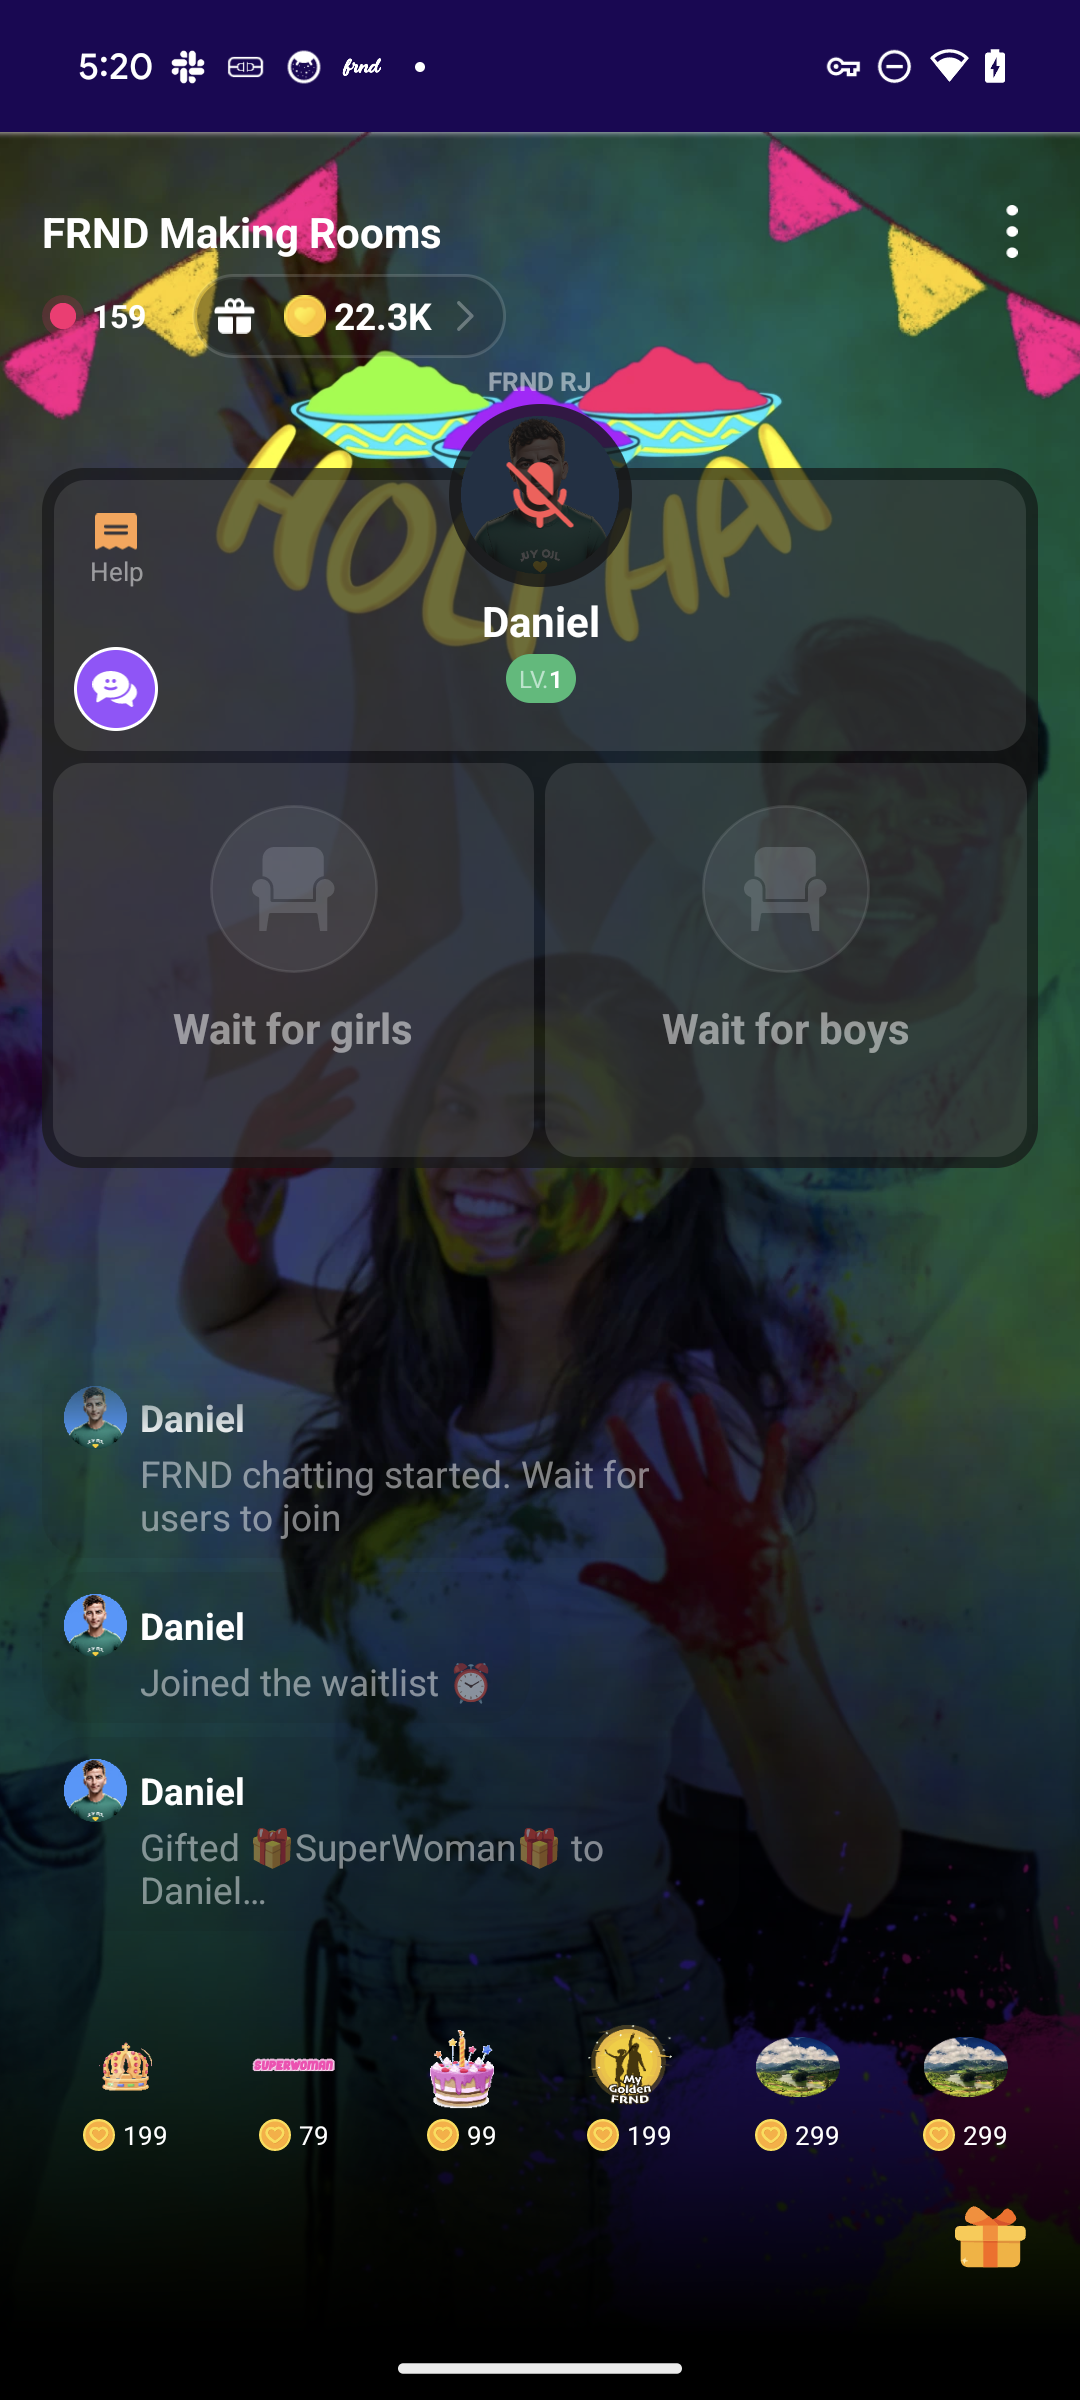 5:20
frnd
FRND Making Rooms
159
22.3K
FRND RJ
HOLI HAI
Help
Daniel
LV.1
Wait for girls
Wait for boys
Daniel
FRND chatting started. Wait for
users to join
Daniel
Joined the waitlist ⏰
Daniel
Gifted 🎁SuperWoman🎁 to
Daniel...
SUPERWOMAN
My
Golden
FRND
199
79
99
199
299
299